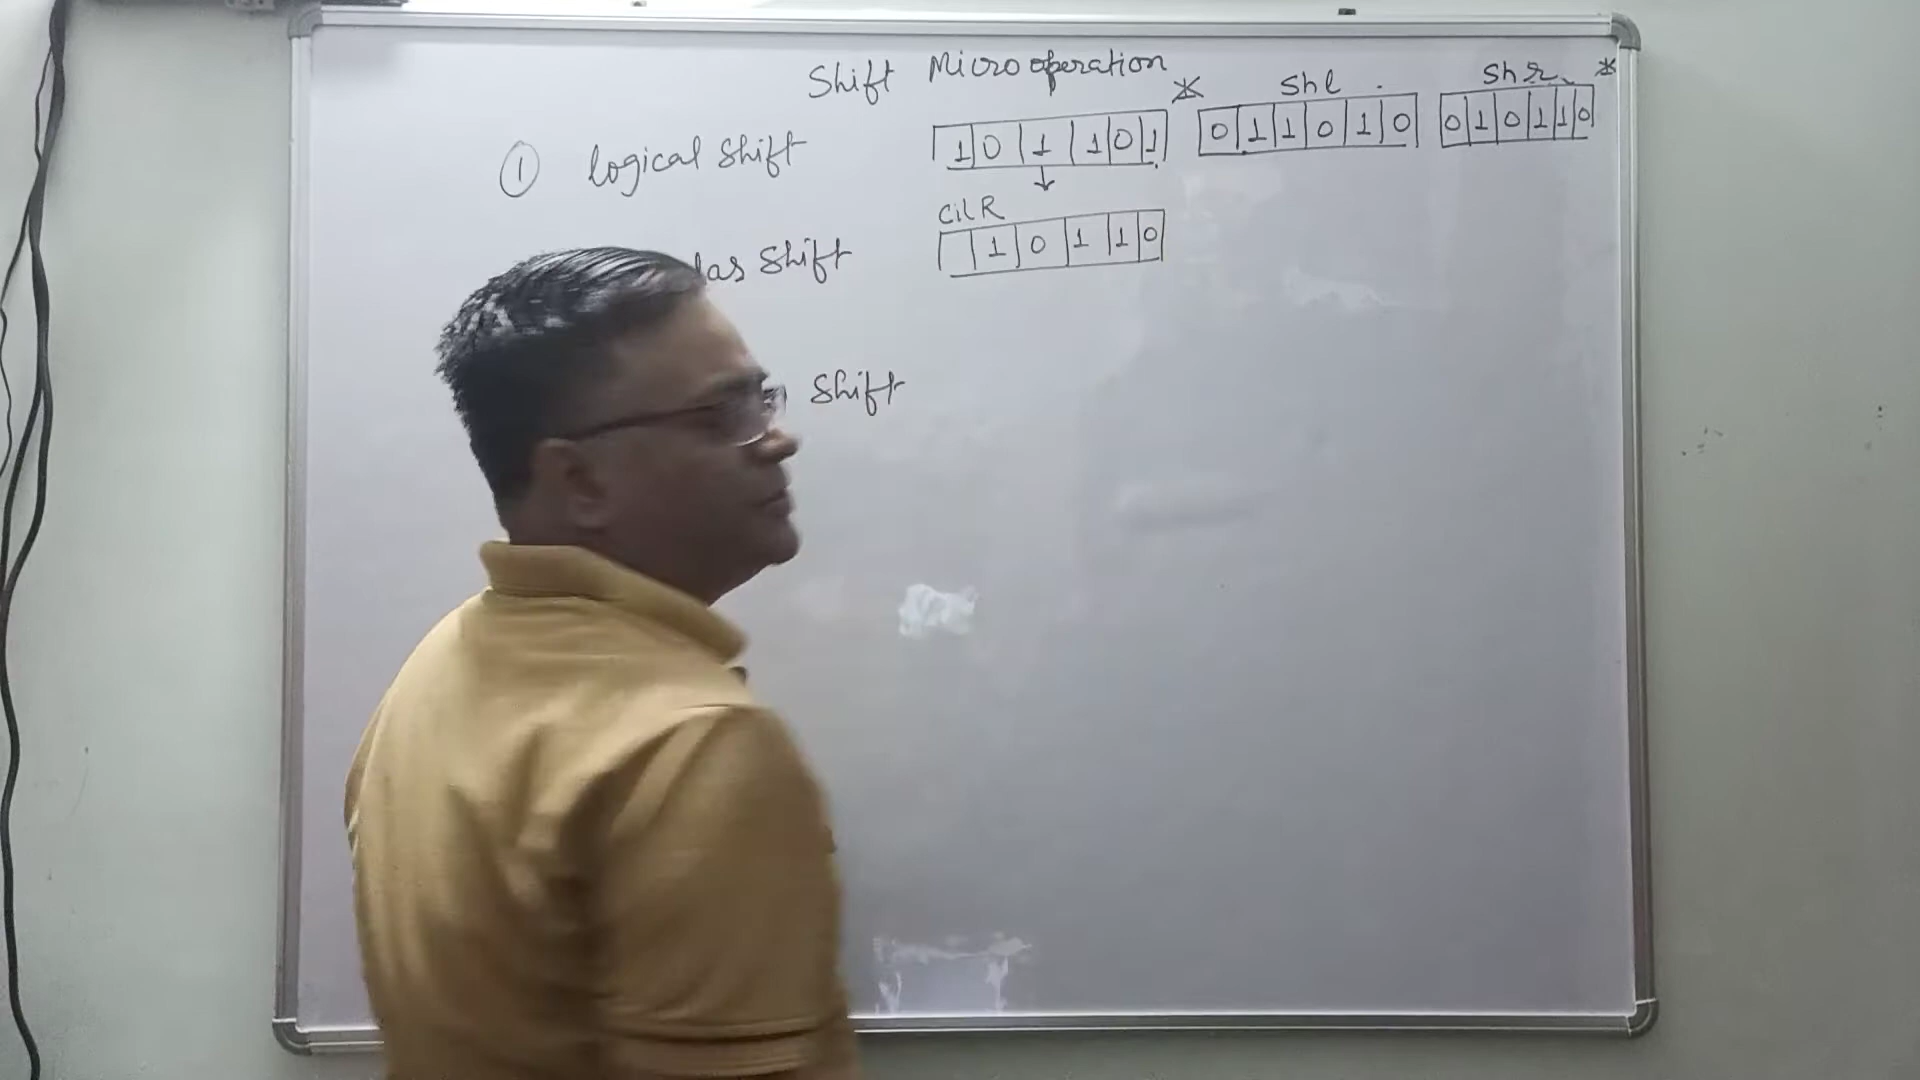 Shift Microoperation
① logical Shift 1 0 1 1 0 1 * Shl 0 1 1 0 1 0 Shr 0 1 0 1 1 0 *
↓
Cil R
Shift 1 0 1 1 0
Shift